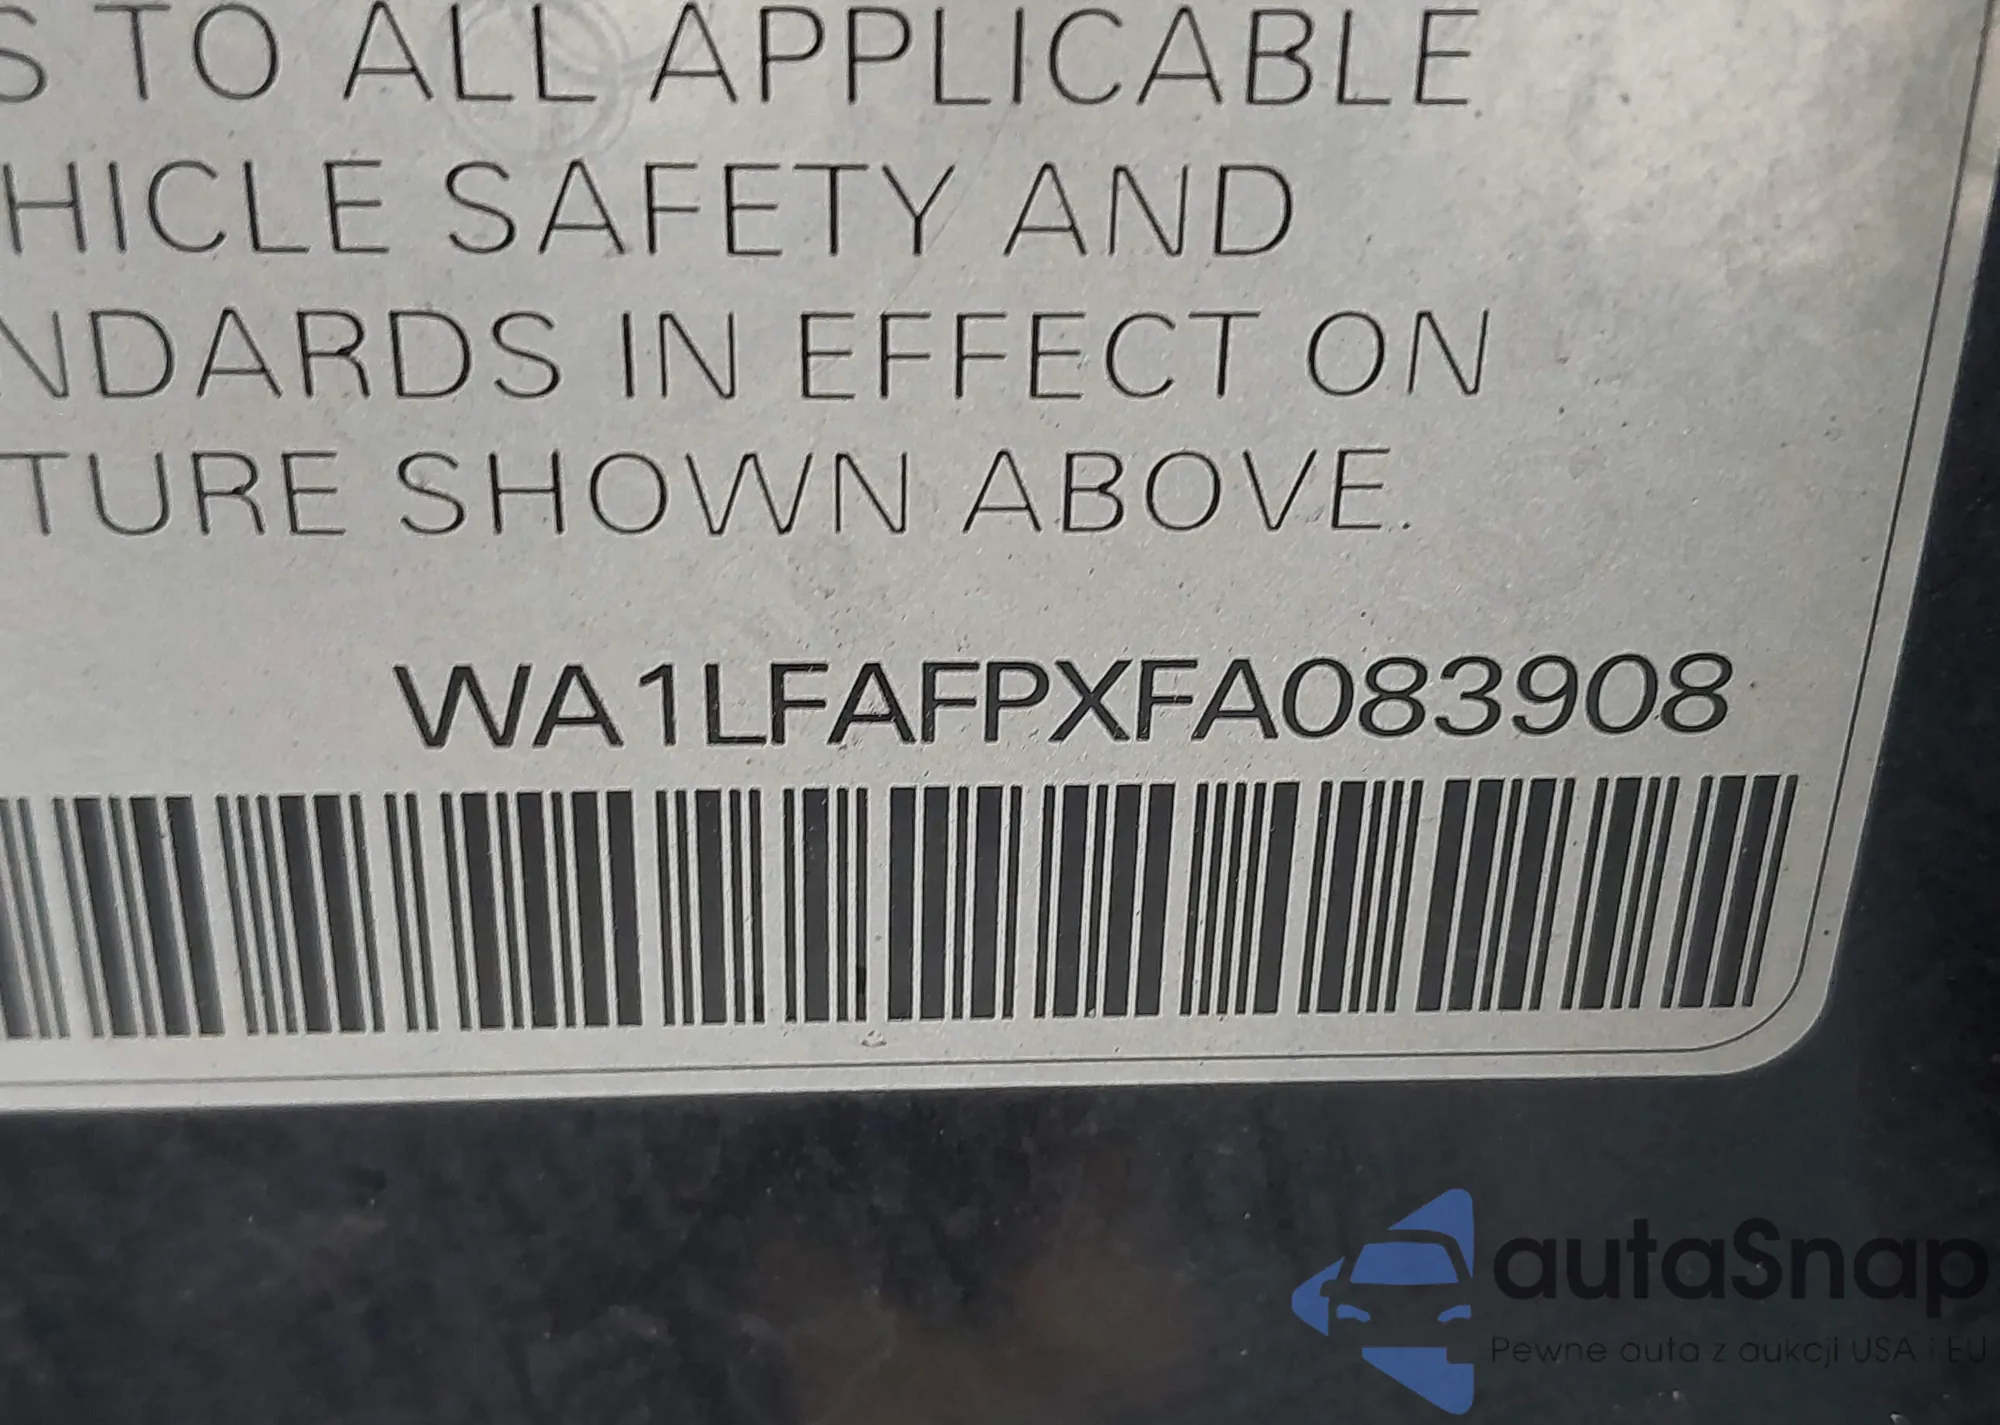 S TO ALL APPLICABLE
HICLE SAFETY AND
NDARDS IN EFFECT ON
TURE SHOWN ABOVE.
WA1LFAFPXFA083908
autaSnap
Pewne auta z aukcji USA i EU